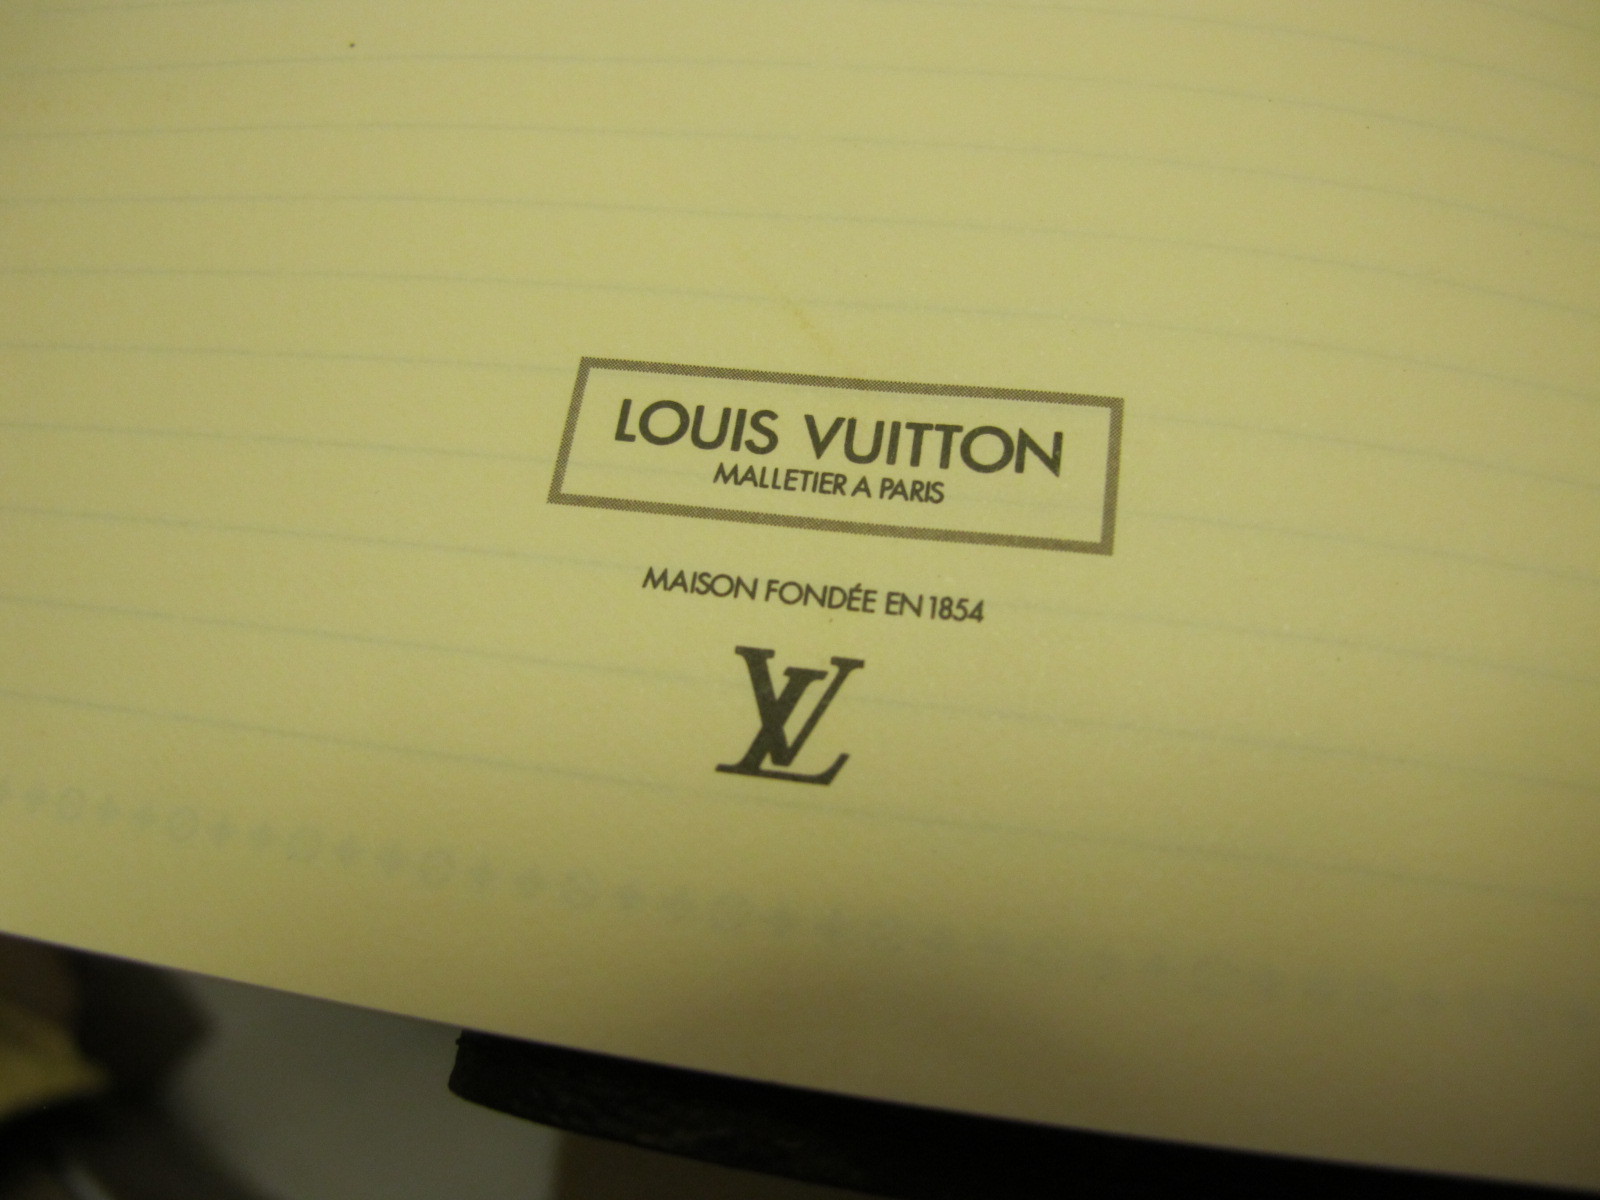 LOUIS VUITTON
MALLETIER A PARIS
MAISON FONDÉE EN 1854
LV